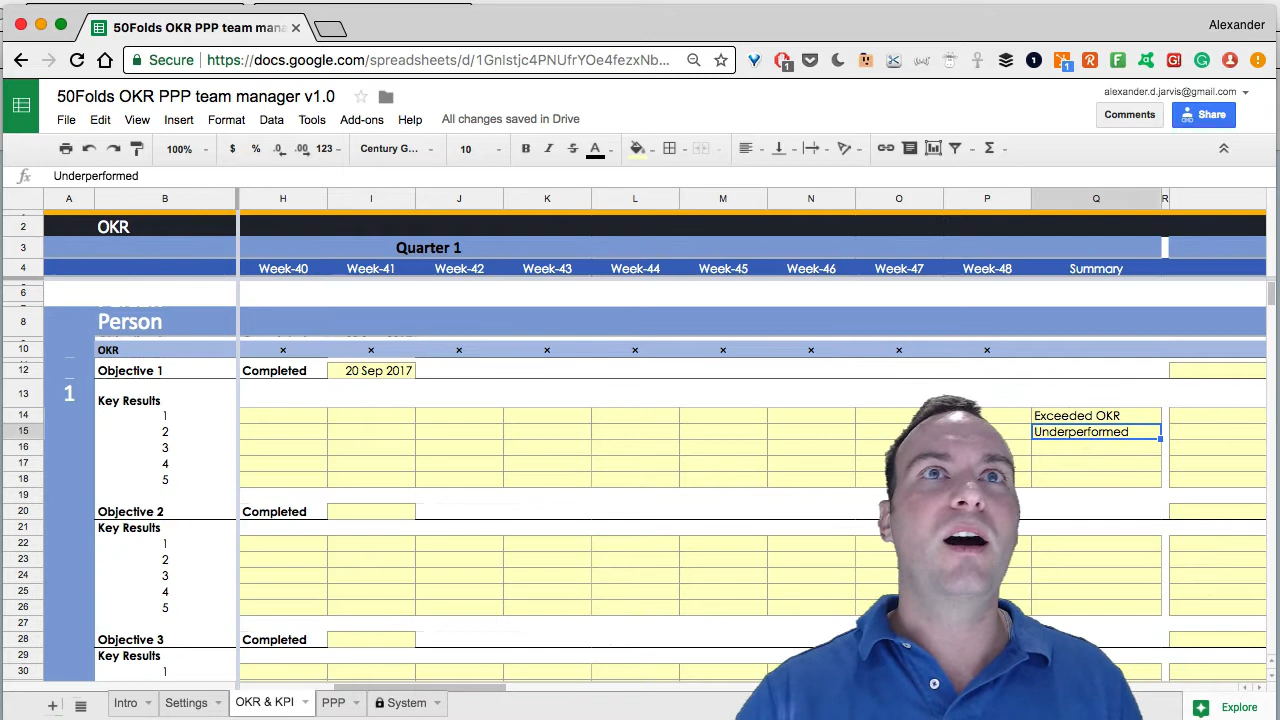 50Folds OKR PPP team mana
Alexander
Secure https://docs.google.com/spreadsheets/d/1GnIstjc4PNUfrYOe4fezxNb...
50Folds OKR PPP team manager v1.0
alexander.d.jarvis@gmail.com
File Edit View Insert Format Data Tools Add-ons Help All changes saved in Drive
Comments Share
100% $ % .0 .00 123 Century G... 10 B I S A
fx Underperformed
A B H I J K L M N O P Q R
2 OKR
3 Quarter 1
4 Week-40 Week-41 Week-42 Week-43 Week-44 Week-45 Week-46 Week-47 Week-48 Summary
6
8 Person
10 OKR × × × × × × × × ×
12 Objective 1 Completed 20 Sep 2017
13 1 Key Results
14 1 Exceeded OKR
15 2 Underperformed
16 3
17 4
18 5
19
20 Objective 2 Completed
21 Key Results
22 1
23 2
24 3
25 4
26 5
27
28 Objective 3 Completed
29 Key Results
30 1
Intro Settings OKR & KPI PPP System
Explore